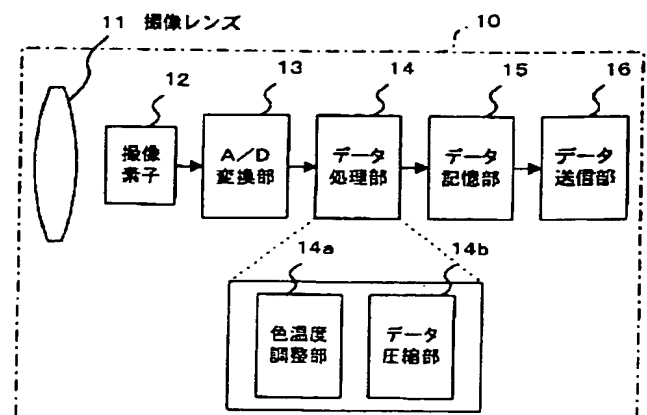 11 撮像レンズ
10
12
13
14
15
16
撮像
素子
A/D
変換部
データ
処理部
データ
記憶部
データ
送信部
14a
14b
色温度
調整部
データ
圧縮部